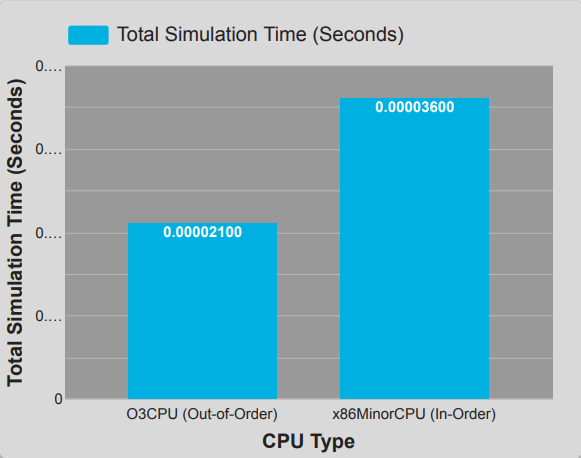 Total Simulation Time (Seconds)
Total Simulation Time (Seconds)
0....
0....
0....
0....
0
0.00002100
0.00003600
O3CPU (Out-of-Order)
x86MinorCPU (In-Order)
CPU Type